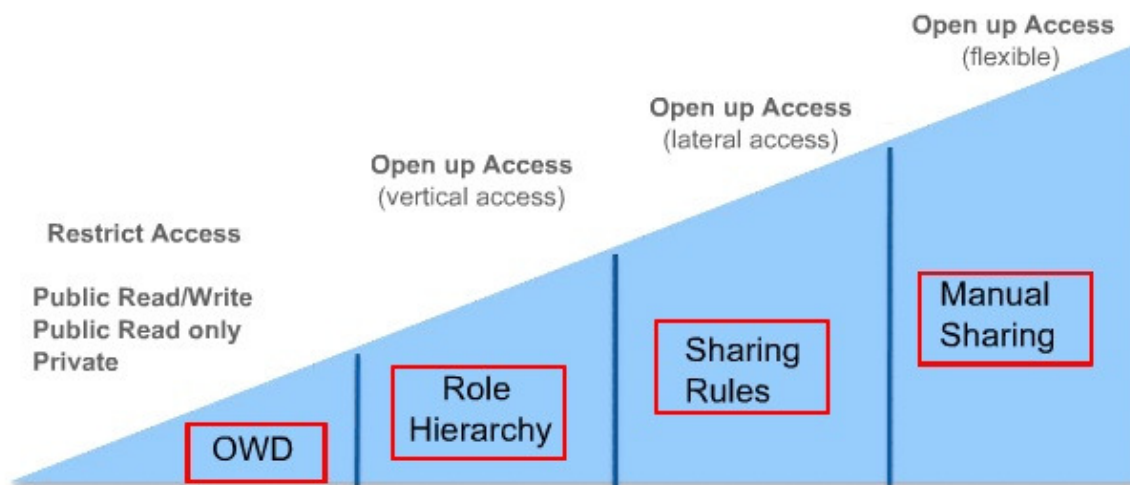 Open up Access
(flexible)
Open up Access
(lateral access)
Open up Access
(vertical access)
Restrict Access
Public Read/Write
Public Read only
Private
OWD
Role
Hierarchy
Sharing
Rules
Manual
Sharing